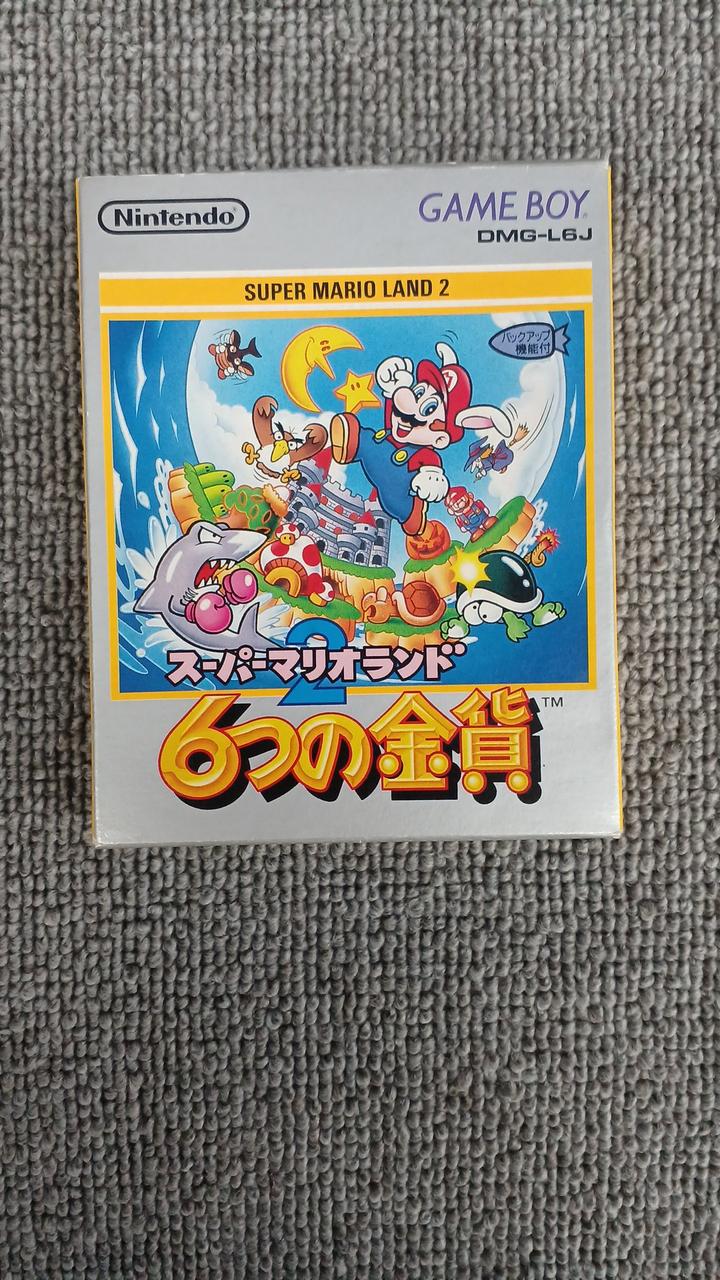 Nintendo
GAME BOY
DMG-L6J
SUPER MARIO LAND 2
バックアップ
機能付
スーパーマリオランド
2
6つの金貨 ™